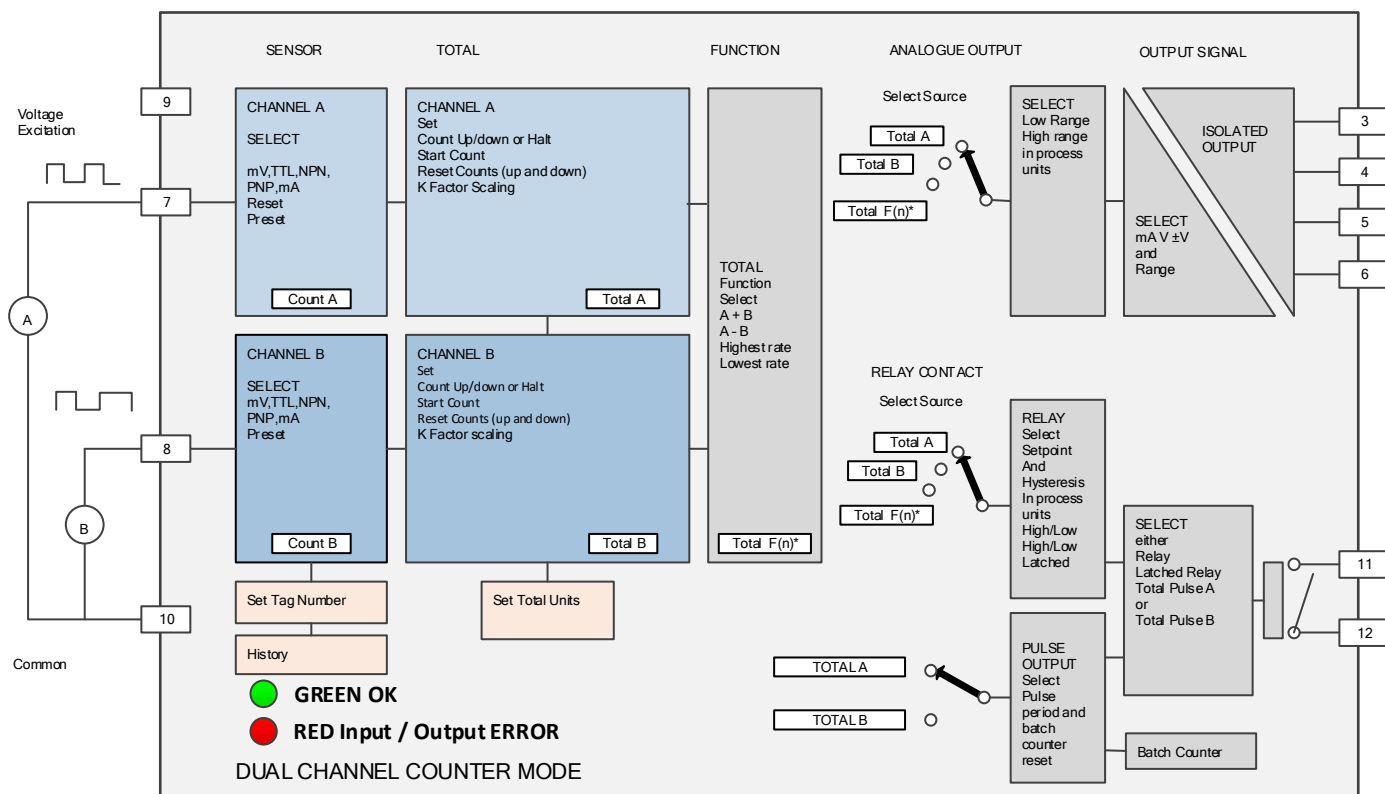 SENSOR
TOTAL
FUNCTION
ANALOGUE OUTPUT
OUTPUT SIGNAL
Voltage
Excitation
9
7
A
8
B
10
Common
CHANNEL A
SELECT
mV,TTL,NPN,
PNP,mA
Reset
Preset
Count A
CHANNEL A
Set
Count Up/down or Halt
Start Count
Reset Counts (up and down)
K Factor Scaling
Total A
CHANNEL B
SELECT
mV,TTL,NPN,
PNP,mA
Preset
Count B
CHANNEL B
Set
Count Up/down or Halt
Start Count
Reset Counts (up and down)
K Factor scaling
Total B
TOTAL
Function
Select
A + B
A - B
Highest rate
Lowest rate
Total F(n)*
Set Tag Number
History
Set Total Units
Select Source
Total A
Total B
Total F(n)*
SELECT
Low Range
High range
in process
units
ISOLATED
OUTPUT
SELECT
mA V ±V
and
Range
3
4
5
6
RELAY CONTACT
Select Source
Total A
Total B
Total F(n)*
RELAY
Select
Setpoint
And
Hysteresis
In process
units
High/Low
High/Low
Latched
SELECT
either
Relay
Latched Relay
Total Pulse A
or
Total Pulse B
11
12
TOTAL A
TOTAL B
PULSE
OUTPUT
Select
Pulse
period and
batch
counter
reset
Batch Counter
GREEN OK
RED Input / Output ERROR
DUAL CHANNEL COUNTER MODE